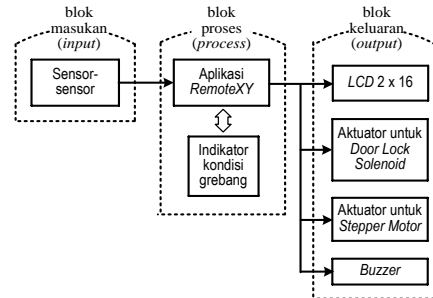 blok
masukan
(input)
blok
proses
(process)
blok
keluaran
(output)
Sensor-
sensor
Aplikasi
RemoteXY
Indikator
kondisi
grebang
LCD 2 x 16
Aktuator untuk
Door Lock
Solenoid
Aktuator untuk
Stepper Motor
Buzzer